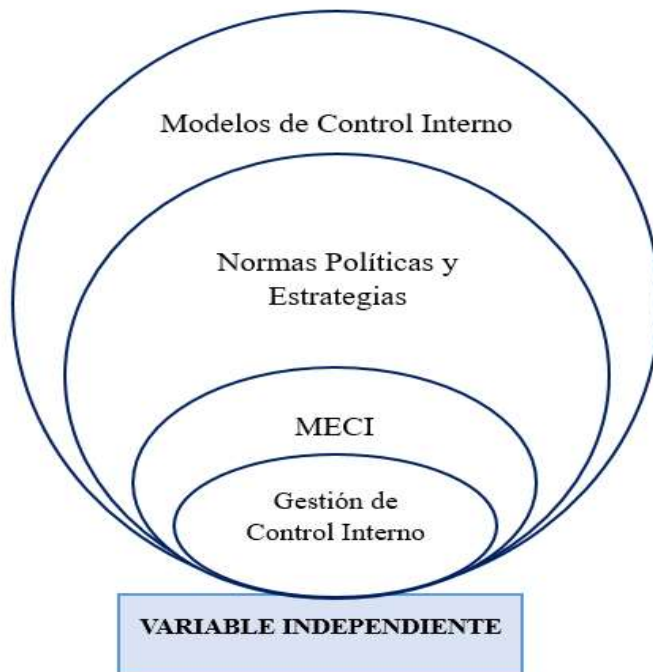 Modelos de Control Interno
Normas Políticas y
Estrategias
MECI
Gestión de
Control Interno
VARIABLE INDEPENDIENTE